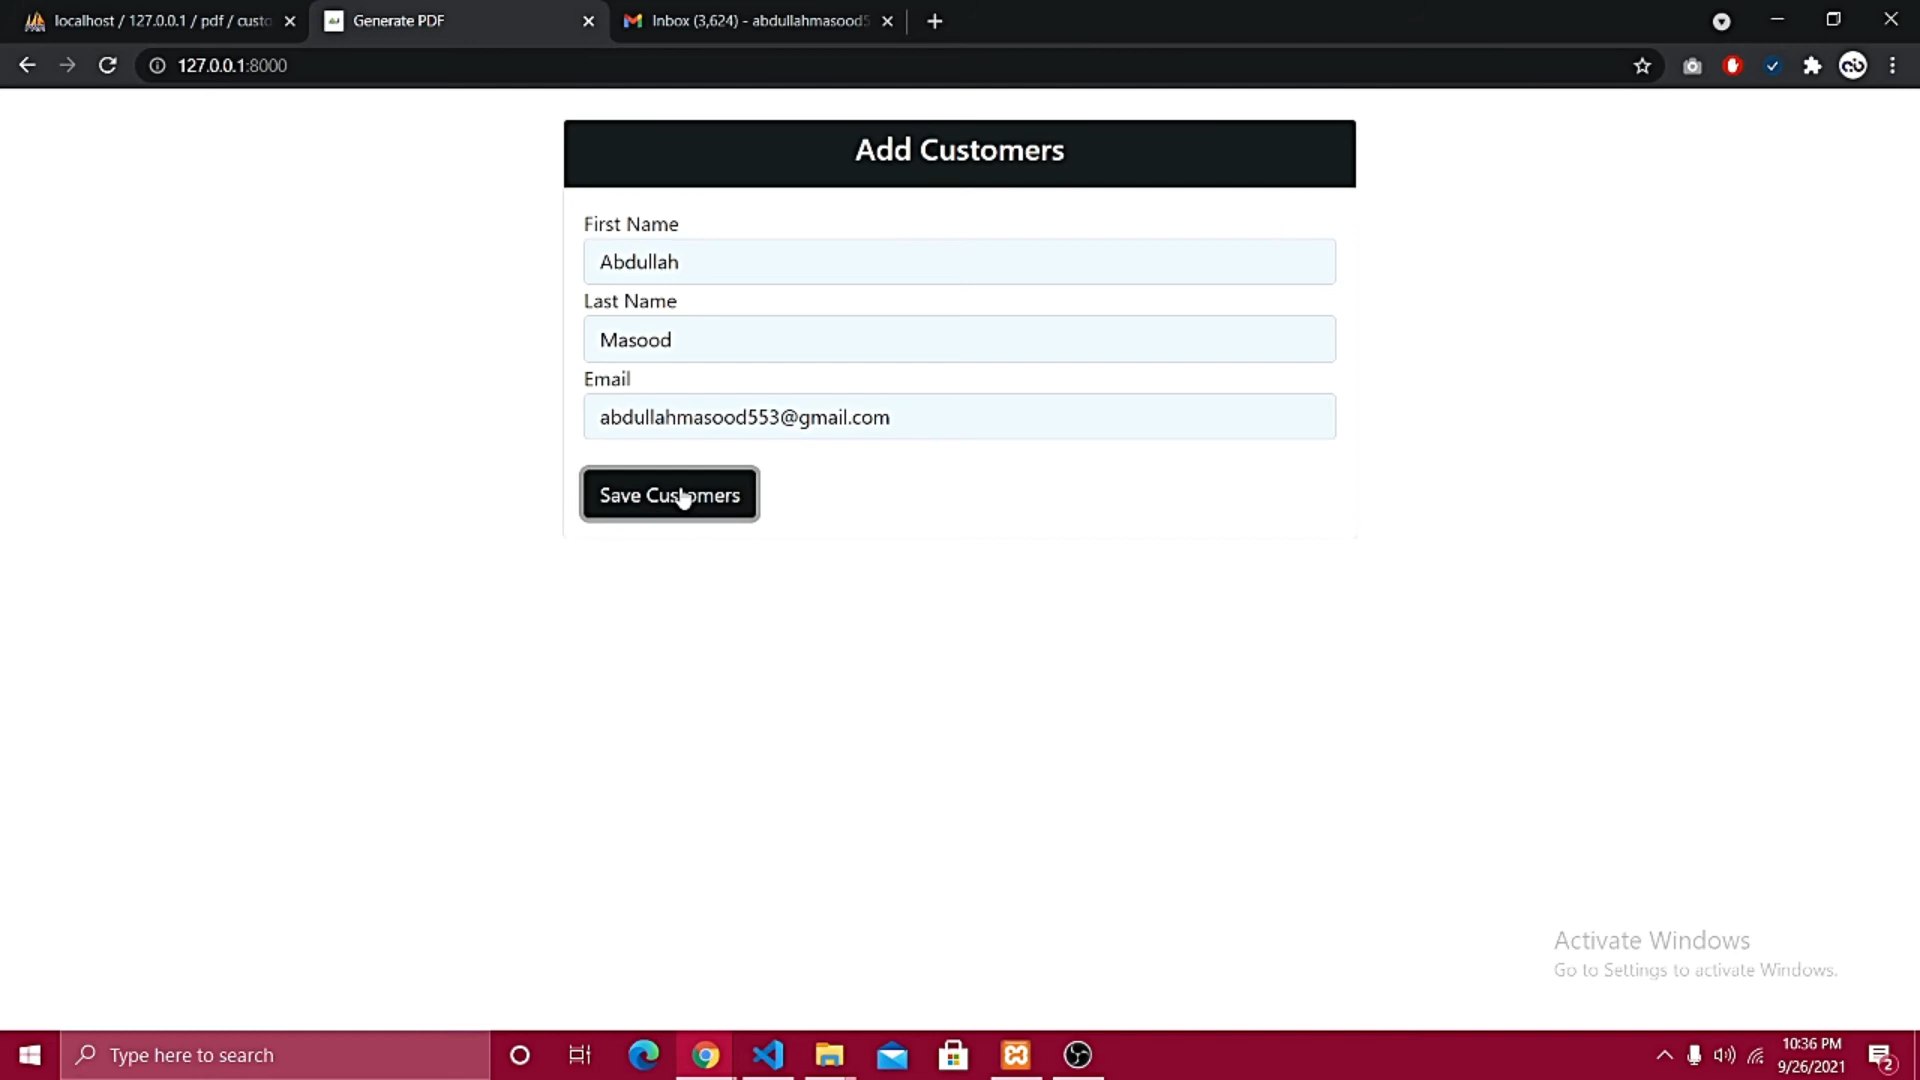 localhost / 127.0.0.1 / pdf / custo
Generate PDF
Inbox (3,624) - abdullahmasood5
127.0.0.1:8000
Add Customers
First Name
Abdullah
Last Name
Masood
Email
abdullahmasood553@gmail.com
Save Customers
Activate Windows
Go to Settings to activate Windows.
Type here to search
10:36 PM
9/26/2021
2